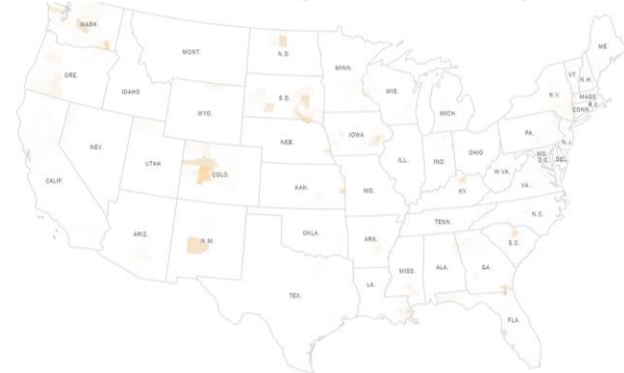 WASH.
ME.
MONT.
N.D.
MINN.
VT.
N.H.
ORE.
IDAHO
S.D.
WIS.
N.Y.
MASS.
R.I.
CONN.
WYO.
MICH.
NEB.
IOWA
PA.
N.J.
NEV.
UTAH
COLO.
ILL.
IND.
OHIO
MD.
D.C.
DEL.
W.VA.
VA.
CALIF.
KAN.
MO.
KY.
N.C.
TENN.
ARIZ.
N.M.
OKLA.
ARK.
S.C.
MISS.
ALA.
GA.
TEX.
LA.
FLA.